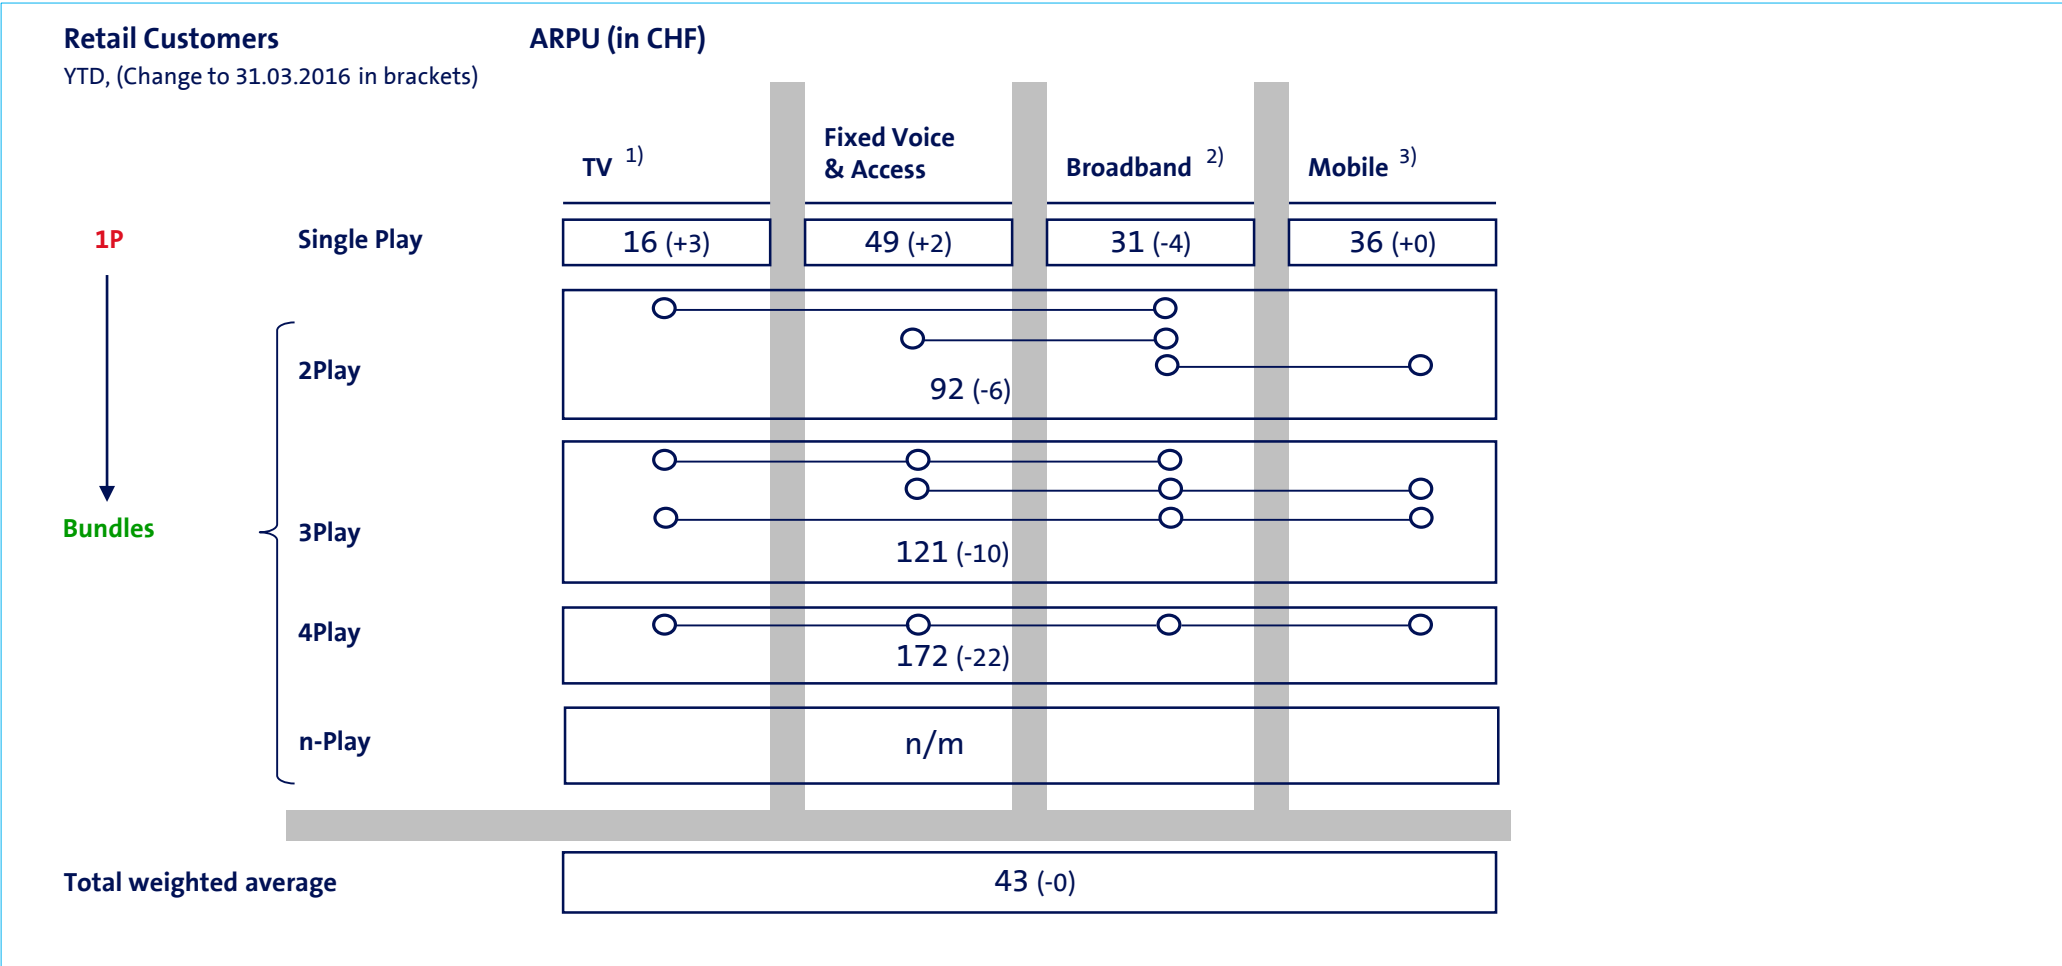 Retail Customers
ARPU (in CHF)
YTD, (Change to 31.03.2016 in brackets)
TV 1)
Fixed Voice
& Access
Broadband 2)
Mobile 3)
1P
Single Play
16 (+3)
49 (+2)
31 (-4)
36 (+0)
2Play
92 (-6)
Bundles
3Play
121 (-10)
4Play
172 (-22)
n-Play
n/m
Total weighted average
43 (-0)